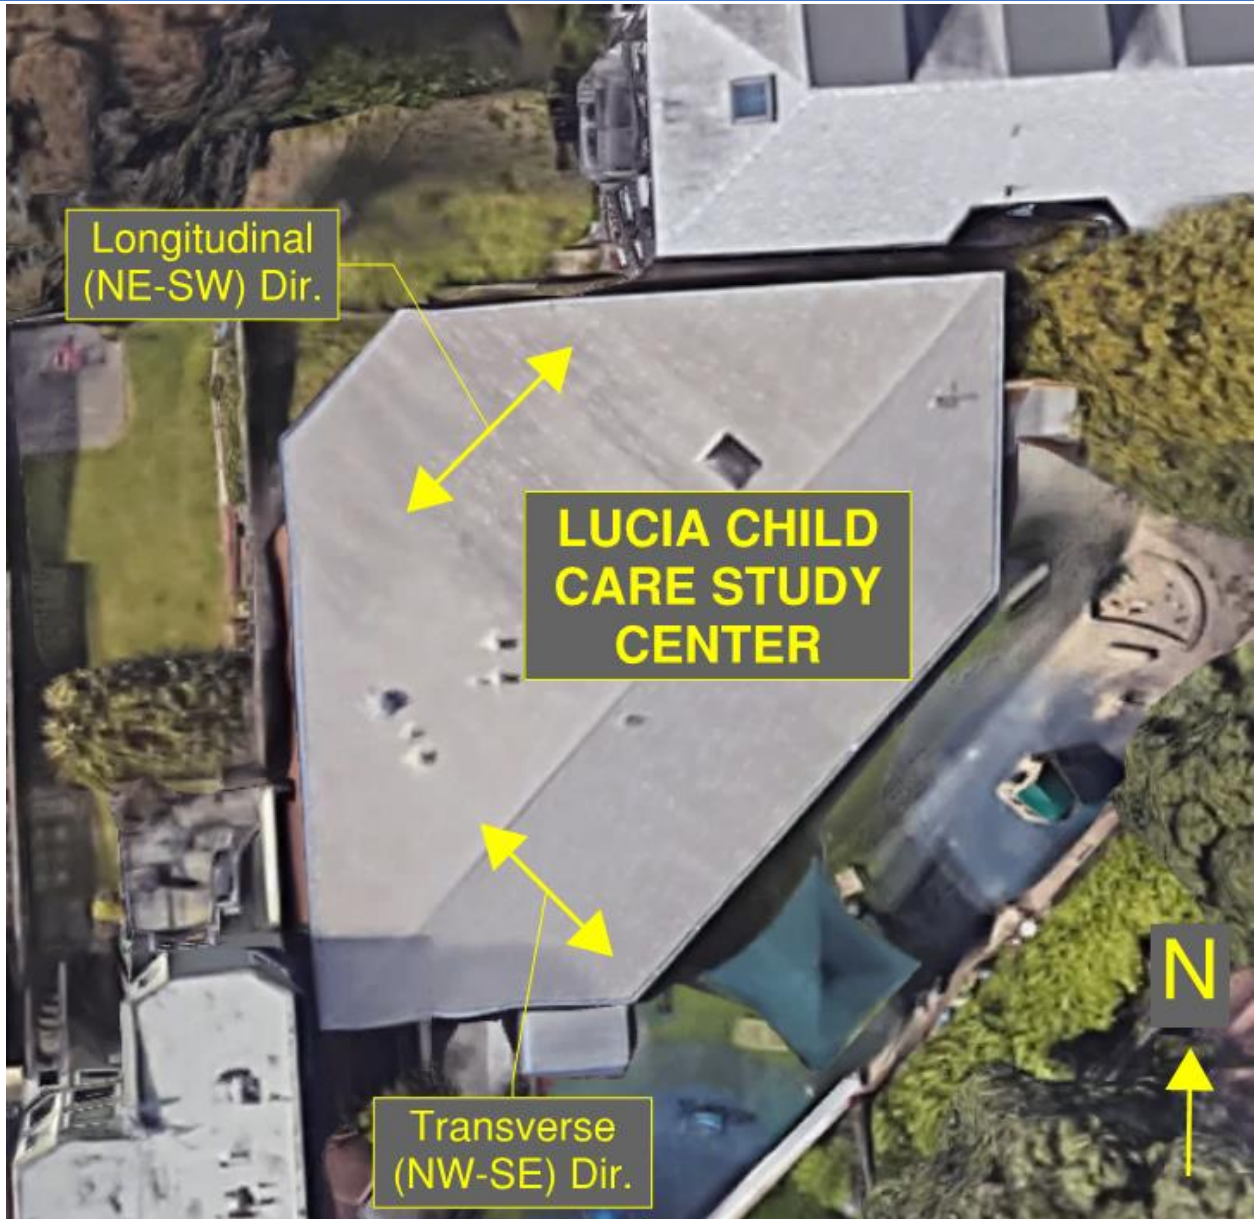 Longitudinal
(NE-SW) Dir.
LUCIA CHILD
CARE STUDY
CENTER
N
Transverse
(NW-SE) Dir.